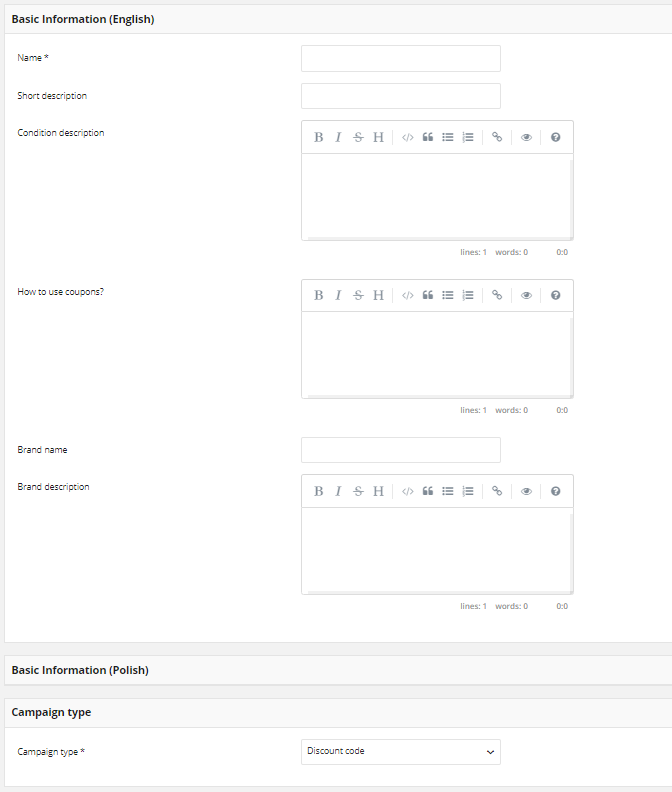 Basic Information (English)
Name *
Short description
Condition description
B I S H
lines: 1 words: 0 0:0
How to use coupons?
B I S H
lines: 1 words: 0 0:0
Brand name
Brand description
B I S H
lines: 1 words: 0 0:0
Basic Information (Polish)
Campaign type
Campaign type * Discount code